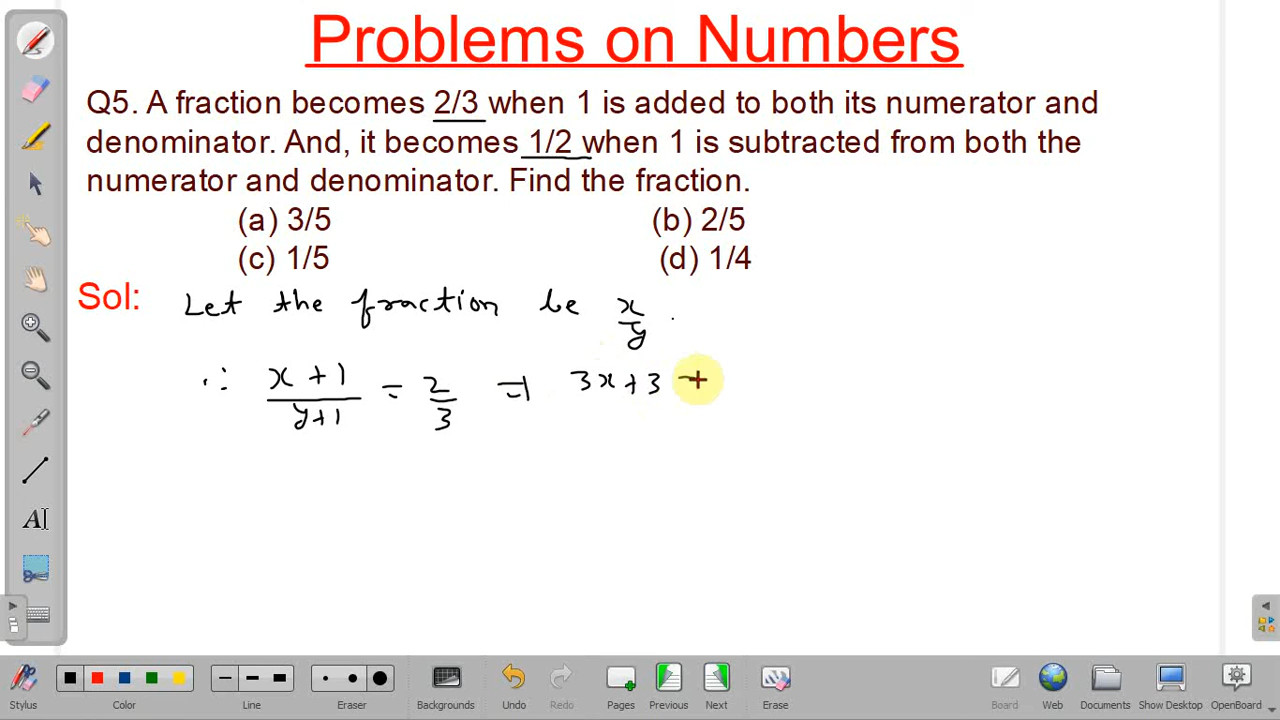 Problems on Numbers
Q5. A fraction becomes 2/3 when 1 is added to both its numerator and
denominator. And, it becomes 1/2 when 1 is subtracted from both the
numerator and denominator. Find the fraction.
(a) 3/5 (b) 2/5
(c) 1/5 (d) 1/4
Sol: Let the fraction be x/y.
∴ x+1/y+1 = 2/3 ⇒ 3x+3
Stylus Color Line Eraser Backgrounds Undo Redo Pages Previous Next Erase Board Web Documents Show Desktop OpenBoard